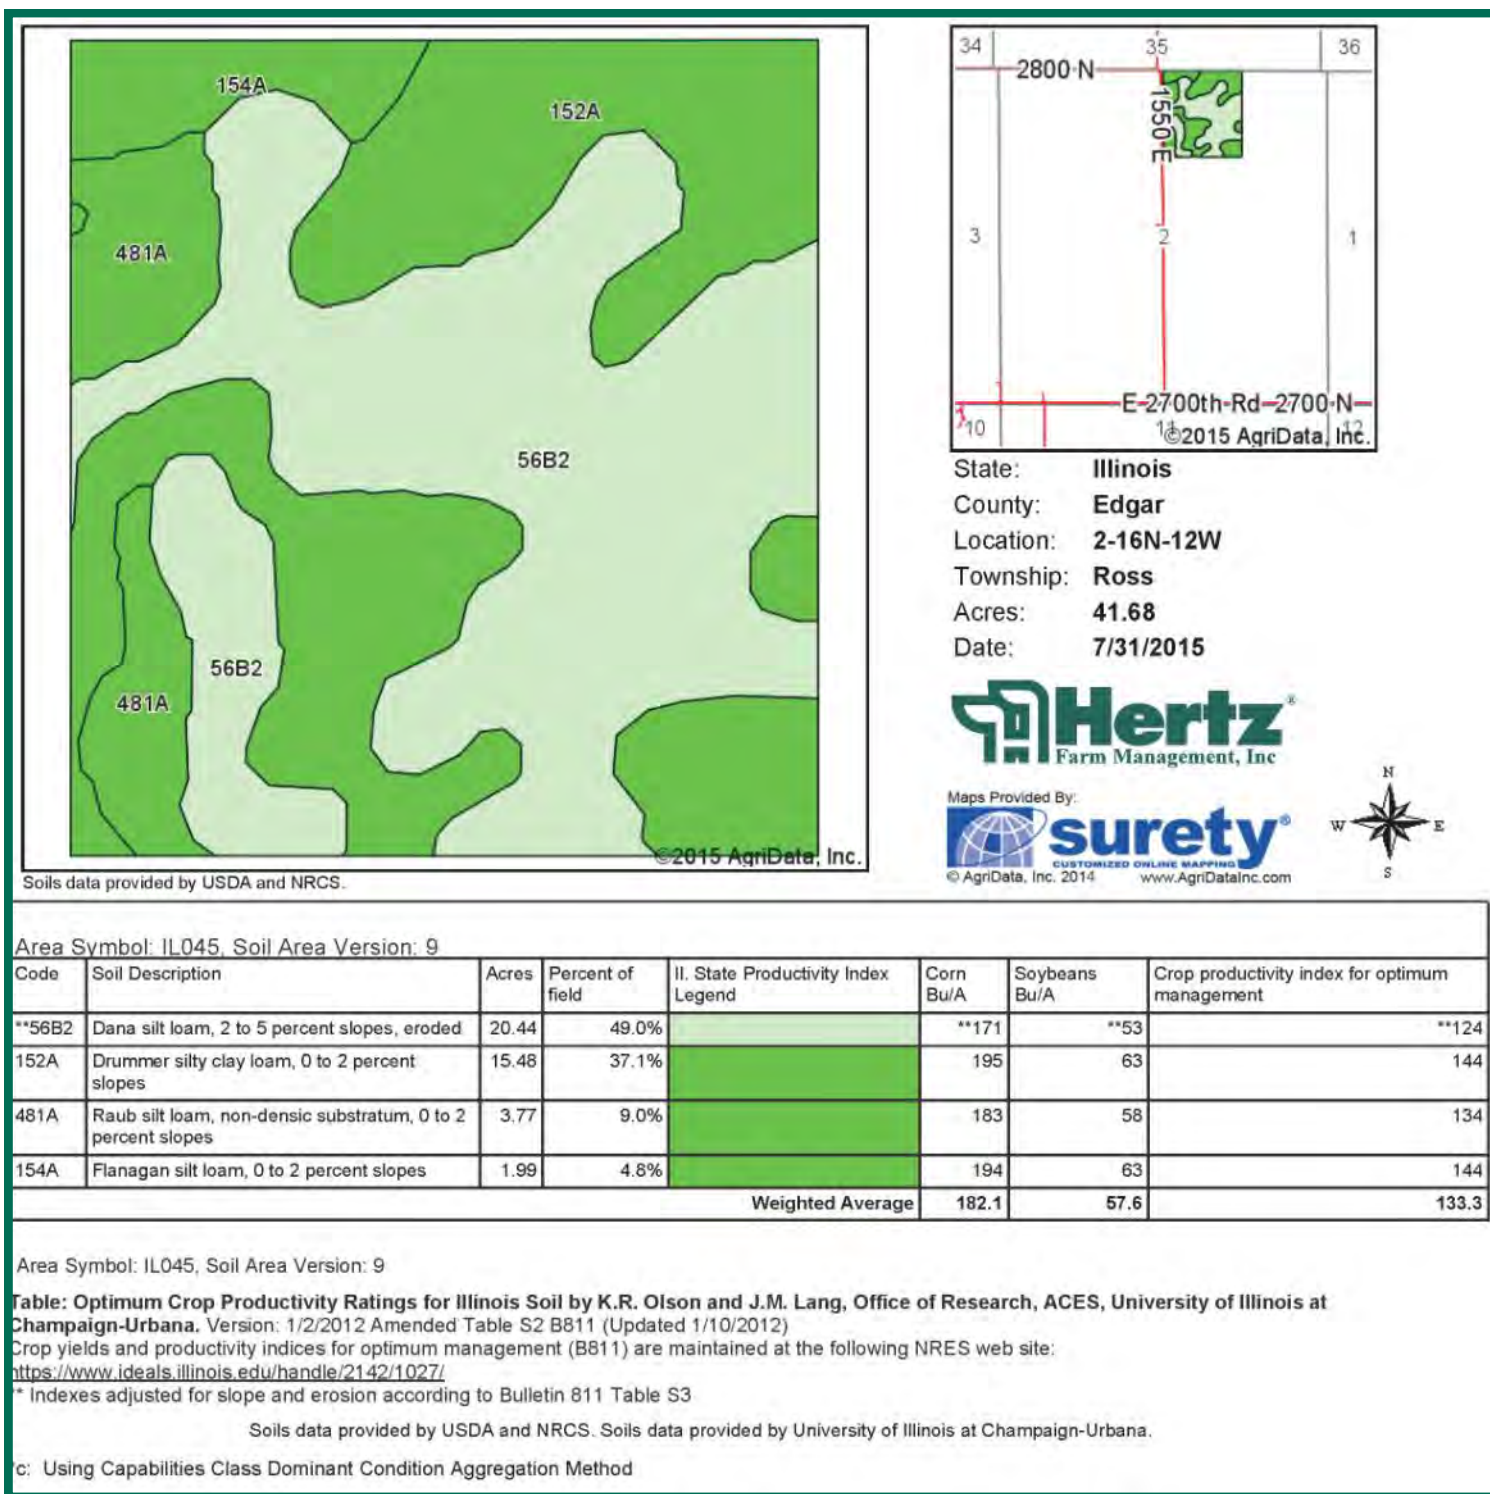 154A
152A
481A
56B2
56B2
481A
©2015 AgriData, Inc.
Soils data provided by USDA and NRCS.
34
35
36
2800 N
1550 E
3
2
1
E 2700th Rd 2700 N
10
11
12
©2015 AgriData, Inc.
State: Illinois
County: Edgar
Location: 2-16N-12W
Township: Ross
Acres: 41.68
Date: 7/31/2015
Hertz®
Farm Management, Inc
Maps Provided By:
surety®
CUSTOMIZED ONLINE MAPPING
© AgriData, Inc. 2014 www.AgriDataInc.com
N
W E
S
Area Symbol: IL045, Soil Area Version: 9
Code Soil Description Acres Percent of field II. State Productivity Index Legend Corn Bu/A Soybeans Bu/A Crop productivity index for optimum management
**56B2 Dana silt loam, 2 to 5 percent slopes, eroded 20.44 49.0% **171 **53 **124
152A Drummer silty clay loam, 0 to 2 percent slopes 15.48 37.1% 195 63 144
481A Raub silt loam, non-densic substratum, 0 to 2 percent slopes 3.77 9.0% 183 58 134
154A Flanagan silt loam, 0 to 2 percent slopes 1.99 4.8% 194 63 144
Weighted Average 182.1 57.6 133.3
Area Symbol: IL045, Soil Area Version: 9
Table: Optimum Crop Productivity Ratings for Illinois Soil by K.R. Olson and J.M. Lang, Office of Research, ACES, University of Illinois at
Champaign-Urbana. Version: 1/2/2012 Amended Table S2 B811 (Updated 1/10/2012)
Crop yields and productivity indices for optimum management (B811) are maintained at the following NRES web site:
https://www.ideals.illinois.edu/handle/2142/1027/
** Indexes adjusted for slope and erosion according to Bulletin 811 Table S3
Soils data provided by USDA and NRCS. Soils data provided by University of Illinois at Champaign-Urbana.
*c: Using Capabilities Class Dominant Condition Aggregation Method